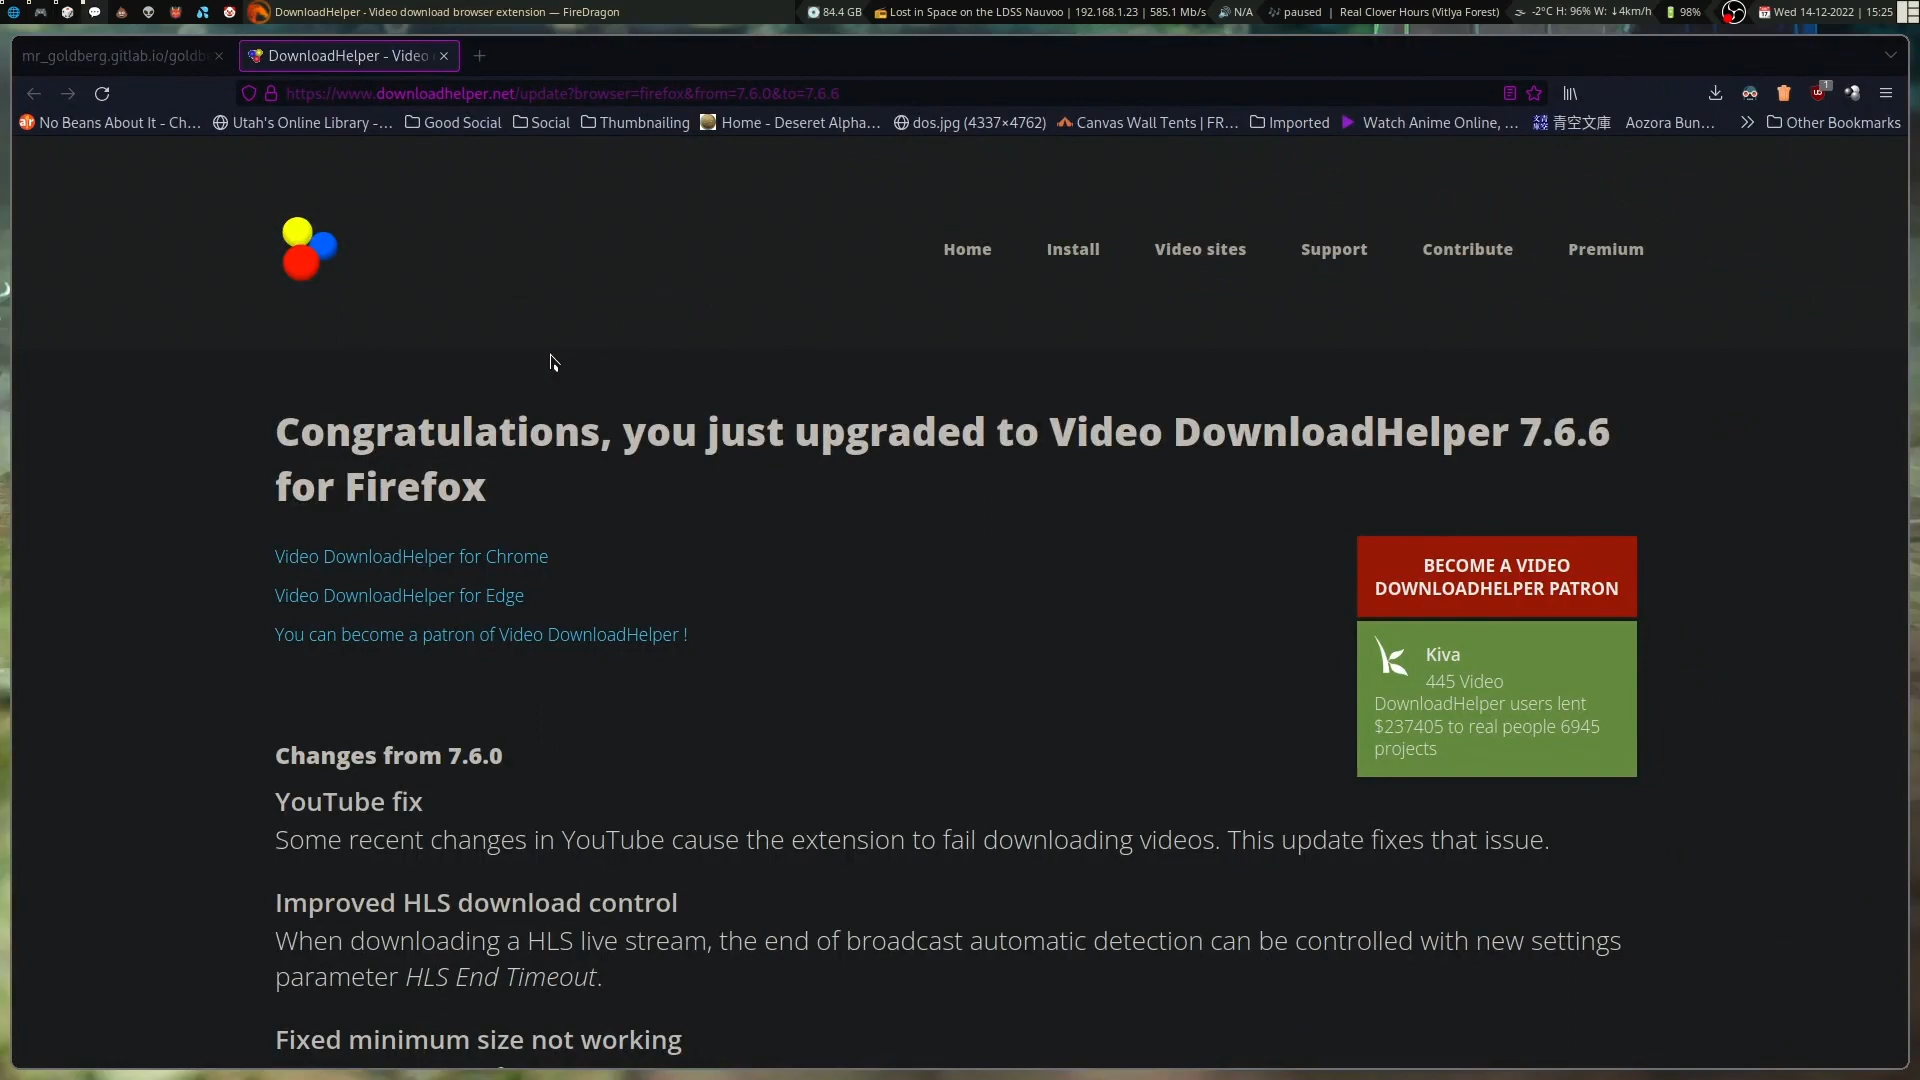 DownloadHelper - Video download browser extension — FireDragon
84.4 GB
Lost in Space on the LDSS Nauvoo | 192.168.1.23 | 585.1 Mb/s
N/A
paused | Real Clover Hours (Vitlya Forest)
-2°C H: 96% W: ↓4km/h
98%
Wed 14-12-2022 | 15:25
mr_goldberg.gitlab.io/goldb
DownloadHelper - Video
https://www.downloadhelper.net/update?browser=firefox&from=7.6.0&to=7.6.6
1
No Beans About It - Ch...
Utah's Online Library -...
Good Social
Social
Thumbnailing
Home - Deseret Alpha...
dos.jpg (4337×4762)
Canvas Wall Tents | FR...
Imported
Watch Anime Online, ...
青空文庫 Aozora Bun...
Other Bookmarks
Home
Install
Video sites
Support
Contribute
Premium
Congratulations, you just upgraded to Video DownloadHelper 7.6.6
for Firefox
Video DownloadHelper for Chrome
Video DownloadHelper for Edge
You can become a patron of Video DownloadHelper !
BECOME A VIDEO
DOWNLOADHELPER PATRON
Kiva
445 Video
DownloadHelper users lent
$237405 to real people 6945
projects
Changes from 7.6.0
YouTube fix
Some recent changes in YouTube cause the extension to fail downloading videos. This update fixes that issue.
Improved HLS download control
When downloading a HLS live stream, the end of broadcast automatic detection can be controlled with new settings
parameter HLS End Timeout.
Fixed minimum size not working